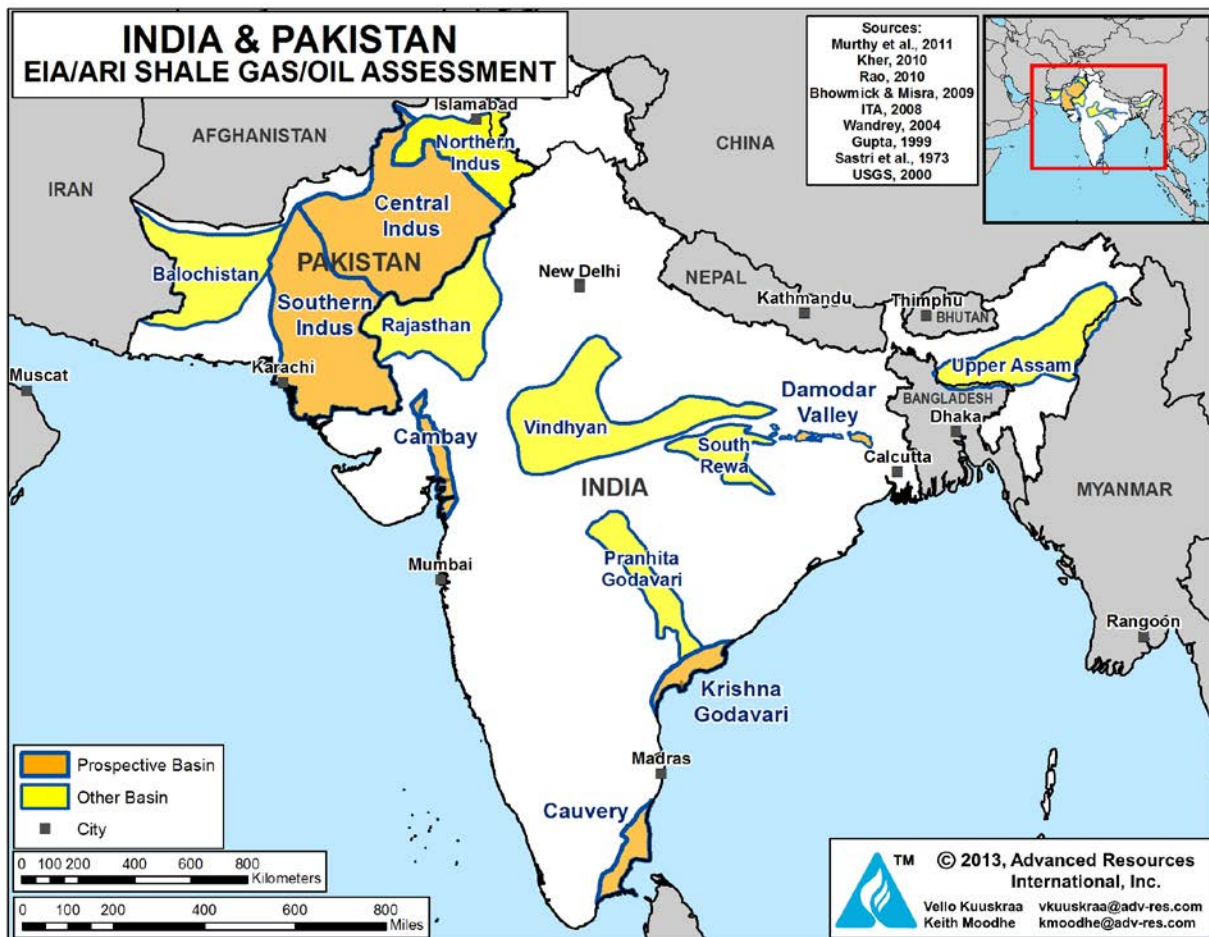 INDIA & PAKISTAN
EIA/ARI SHALE GAS/OIL ASSESSMENT
Sources:
Murthy et al., 2011
Kher, 2010
Rao, 2010
Bhowmick & Misra, 2009
ITA, 2008
Wandrey, 2004
Gupta, 1999
Sastri et al., 1973
USGS, 2000
Islamabad
AFGHANISTAN
Northern
Indus
CHINA
IRAN
Central
Indus
PAKISTAN
Balochistan
New Delhi
NEPAL
Southern
Indus
Kathmandu
Thimphu
BHUTAN
Rajasthan
Karachi
Muscat
Upper Assam
Damodar
Valley
BANGLADESH
Dhaka
Cambay
Vindhyan
South
Rewa
Calcutta
INDIA
MYANMAR
Mumbai
Pranhita
Godavari
Rangoon
Krishna
Godavari
Madras
Cauvery
Prospective Basin
Other Basin
City
0 100 200 400 600 800
Kilometers
0 100 200 400 600 800
Miles
TM
© 2013, Advanced Resources
International, Inc.
Vello Kuuskraa vkuuskraa@adv-res.com
Keith Moodhe kmoodhe@adv-res.com